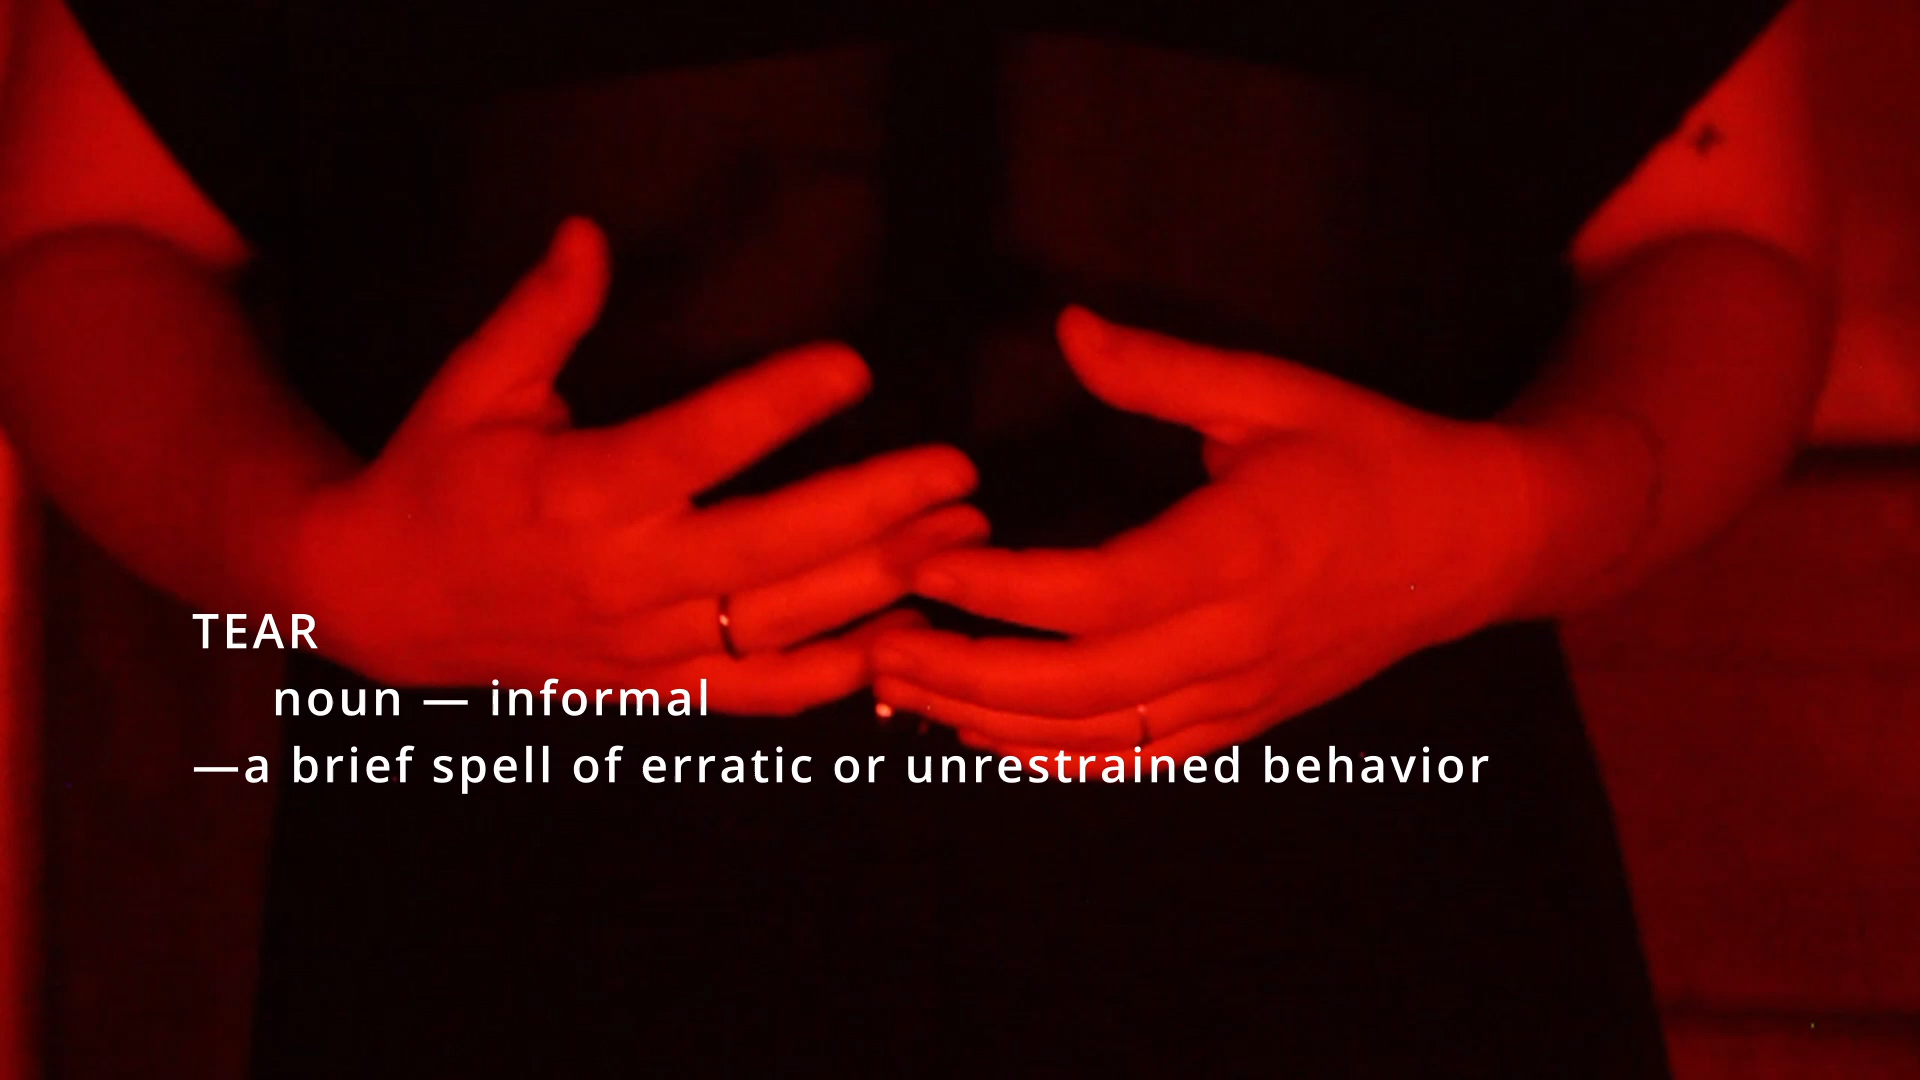 TEAR
noun — informal
—a brief spell of erratic or unrestrained behavior